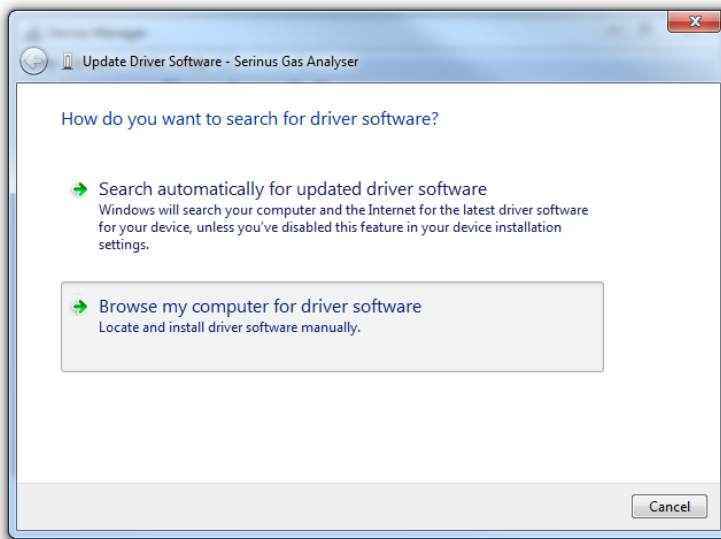 Device Manager
Update Driver Software - Serinus Gas Analyser
How do you want to search for driver software?
Search automatically for updated driver software
Windows will search your computer and the Internet for the latest driver software
for your device, unless you've disabled this feature in your device installation
settings.
Browse my computer for driver software
Locate and install driver software manually.
Cancel